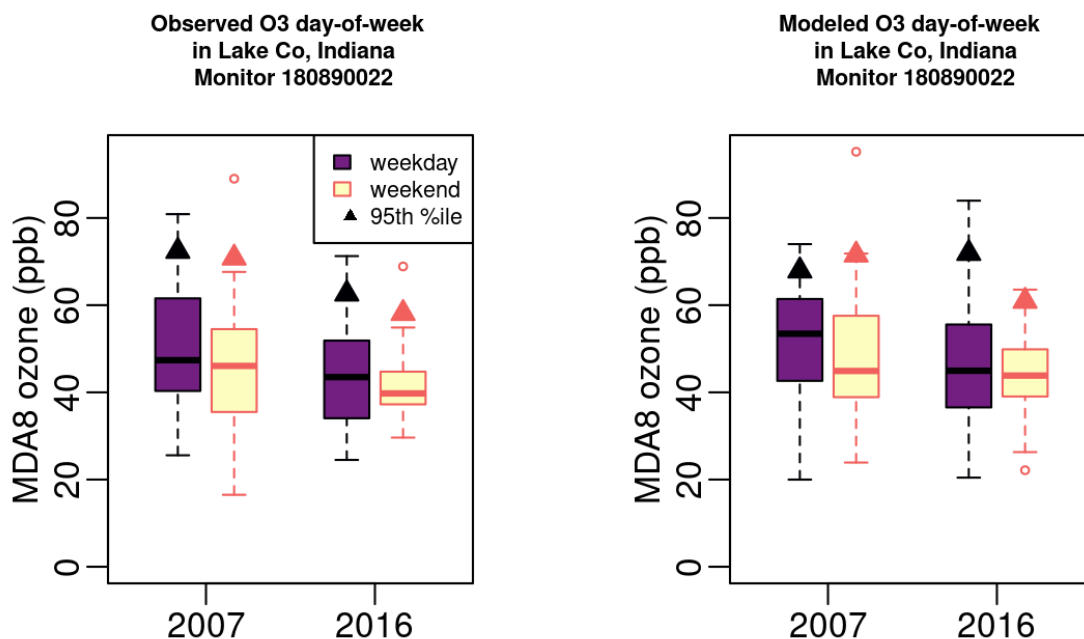 Observed O3 day-of-week
in Lake Co, Indiana
Monitor 180890022
MDA8 ozone (ppb)
80
60
40
20
0
weekday
weekend
95th %ile
2007
2016
Modeled O3 day-of-week
in Lake Co, Indiana
Monitor 180890022
MDA8 ozone (ppb)
80
60
40
20
0
2007
2016